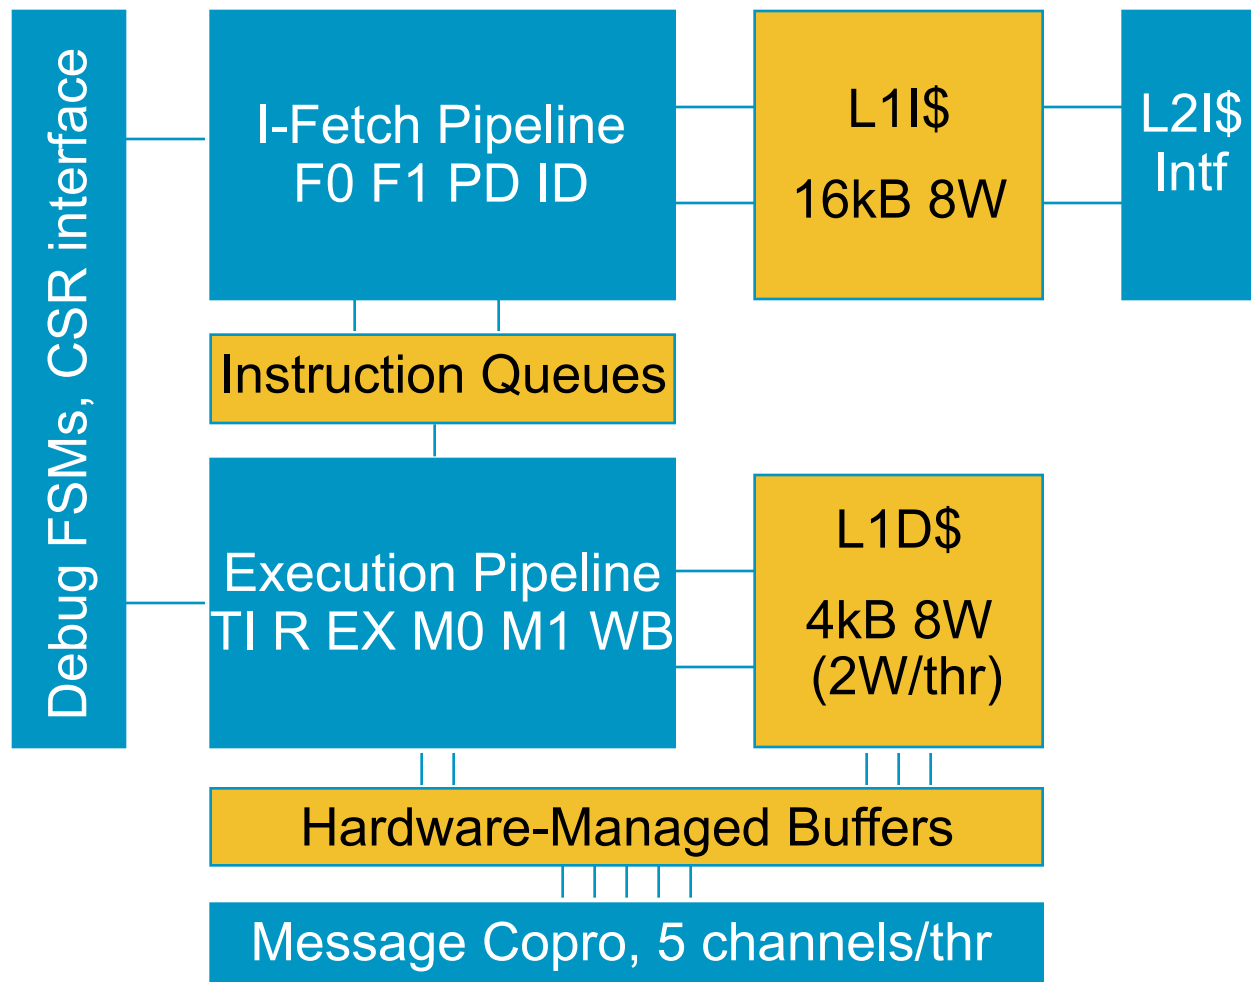 Debug FSMs, CSR interface
I-Fetch Pipeline
F0 F1 PD ID
L1I$
16kB 8W
L2I$
Intf
Instruction Queues
Execution Pipeline
TI R EX M0 M1 WB
L1D$
4kB 8W
(2W/thr)
Hardware-Managed Buffers
Message Copro, 5 channels/thr